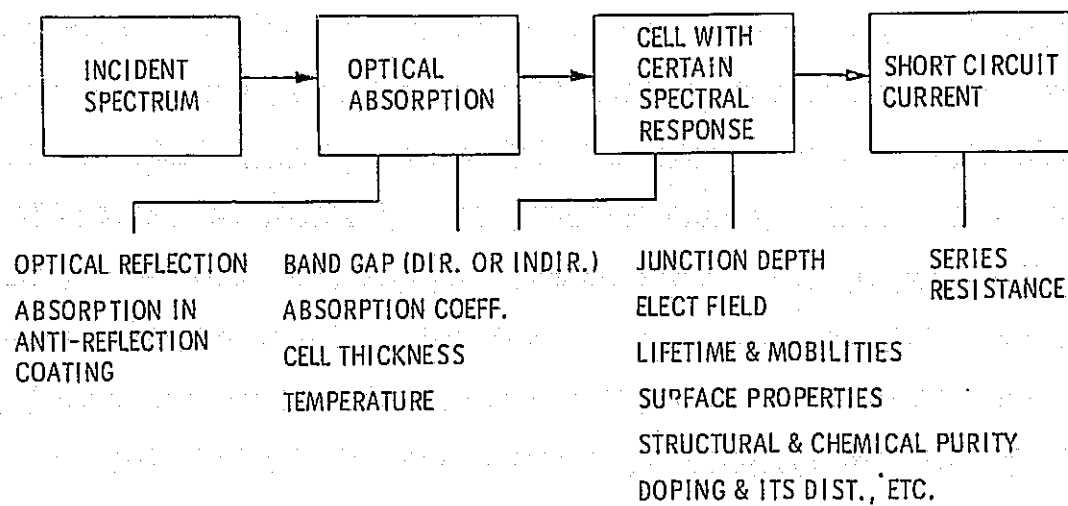 INCIDENT
SPECTRUM
OPTICAL
ABSORPTION
CELL WITH
CERTAIN
SPECTRAL
RESPONSE
SHORT CIRCUIT
CURRENT
OPTICAL REFLECTION
ABSORPTION IN
ANTI-REFLECTION
COATING
BAND GAP (DIR. OR INDIR.)
ABSORPTION COEFF.
CELL THICKNESS
TEMPERATURE
JUNCTION DEPTH
ELECT FIELD
LIFETIME & MOBILITIES
SURFACE PROPERTIES
STRUCTURAL & CHEMICAL PURITY
DOPING & ITS DIST., ETC.
SERIES
RESISTANCE